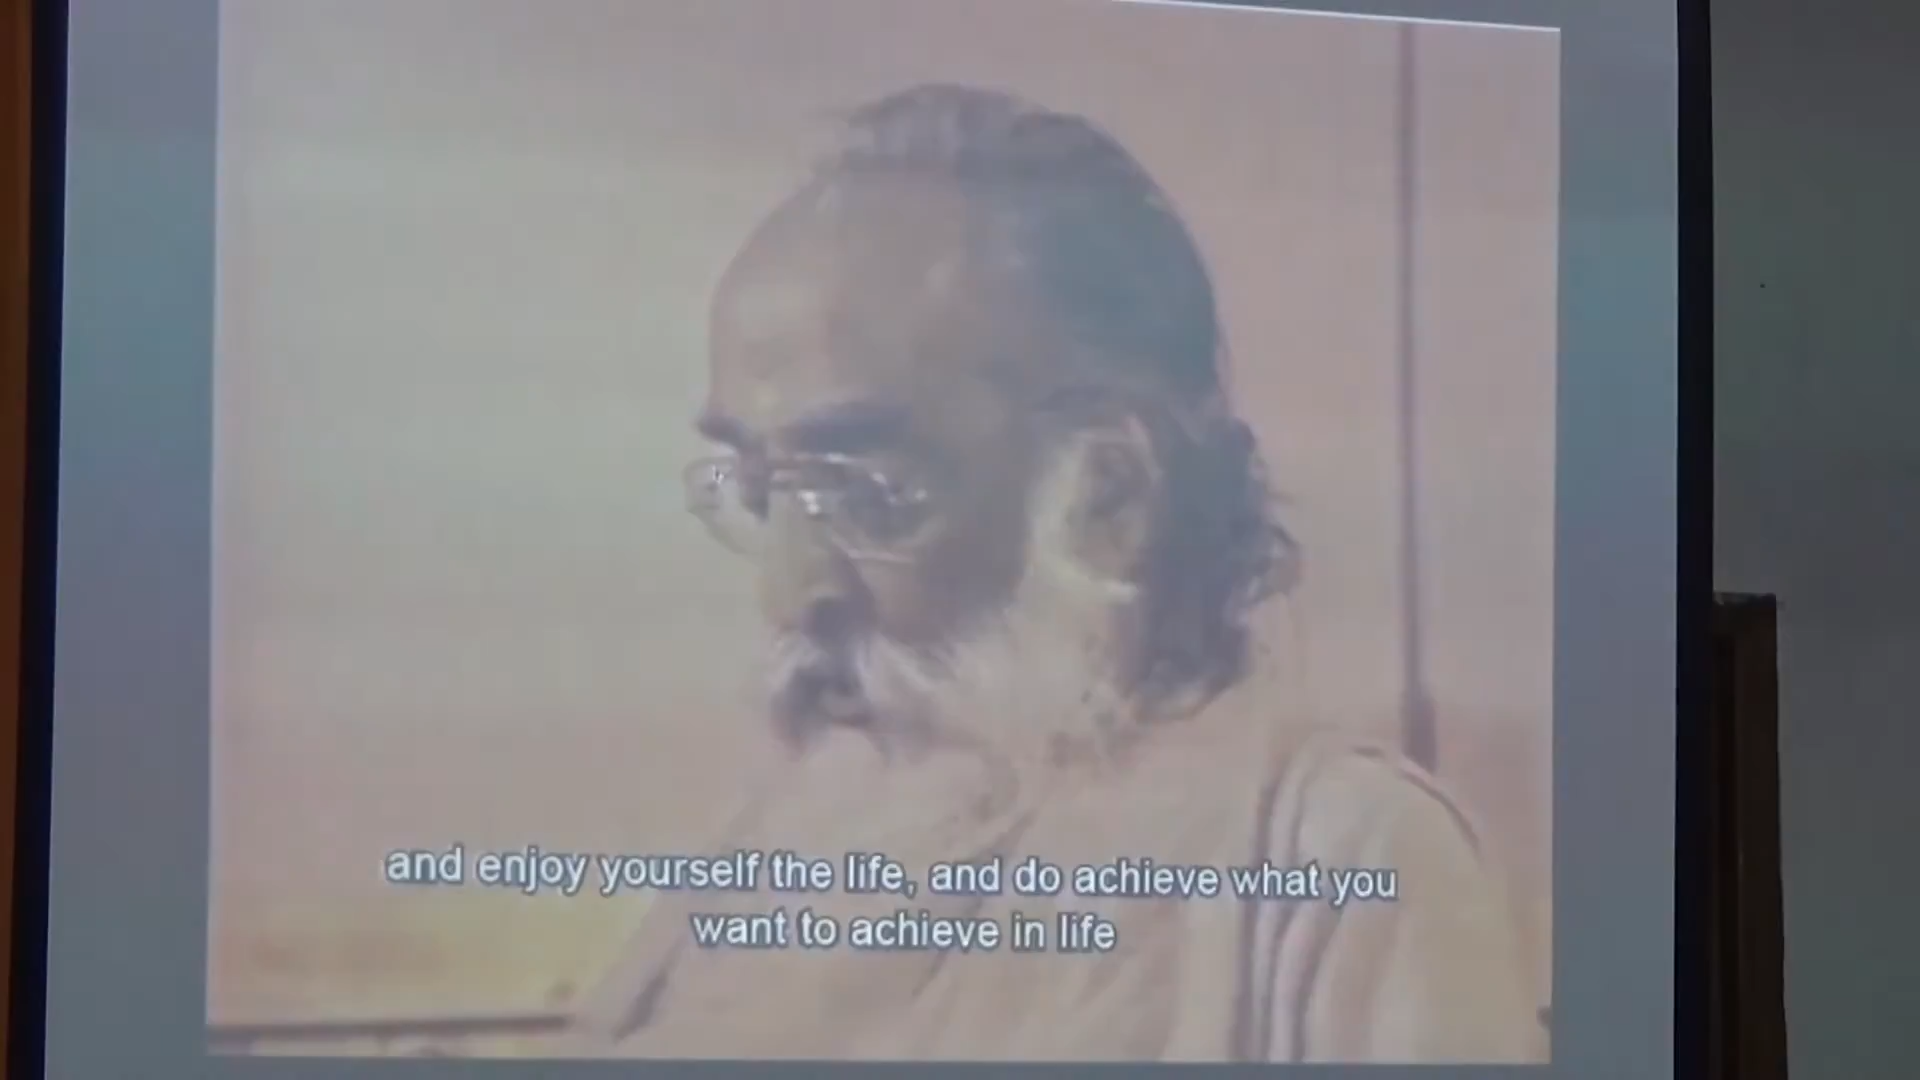 and enjoy yourself the life, and do achieve what you
want to achieve in life